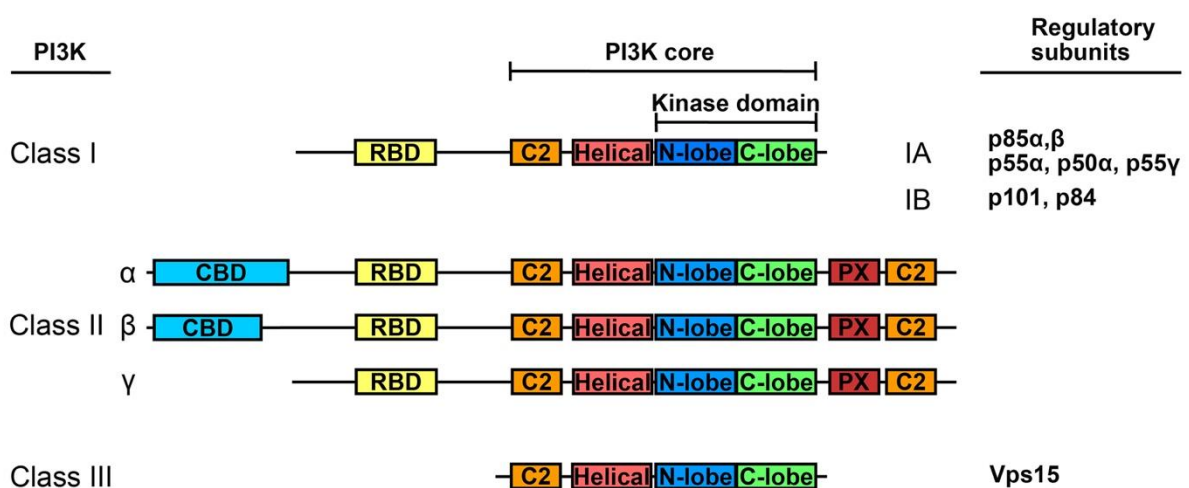 PI3K
PI3K core
Regulatory
subunits
Kinase domain
Class I
RBD C2 Helical N-lobe C-lobe
IA
p85α,β
p55α, p50α, p55γ
IB
p101, p84
Class II
α CBD RBD C2 Helical N-lobe C-lobe PX C2
β CBD RBD C2 Helical N-lobe C-lobe PX C2
γ RBD C2 Helical N-lobe C-lobe PX C2
Class III
C2 Helical N-lobe C-lobe
Vps15